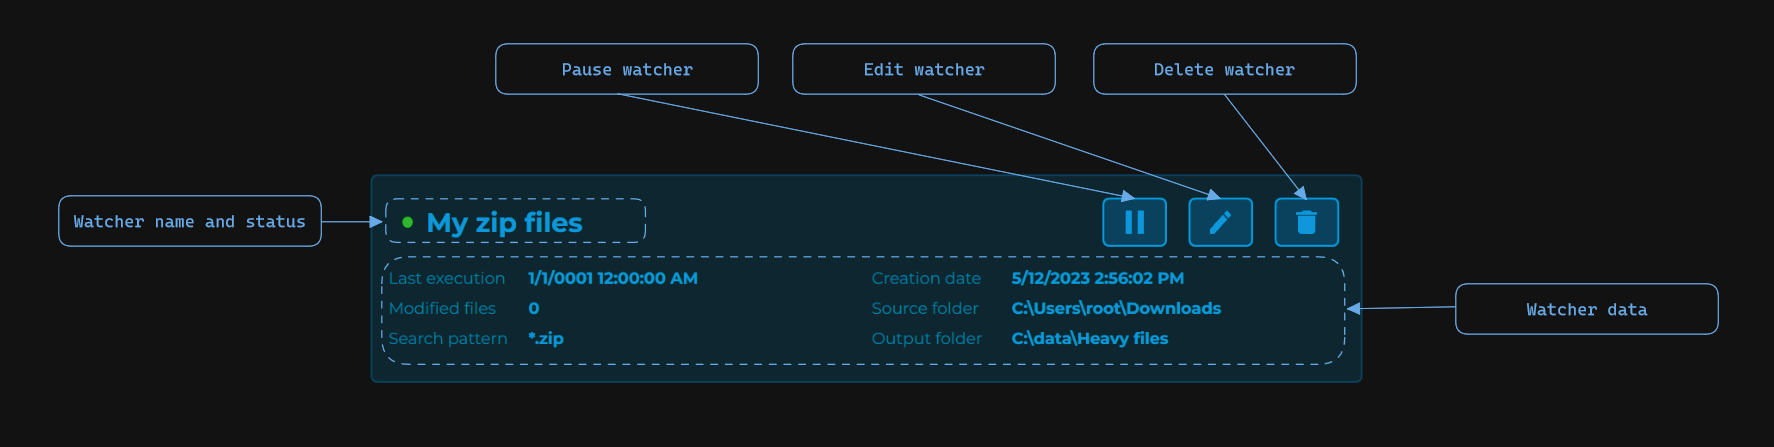 Pause watcher
Edit watcher
Delete watcher
Watcher name and status
My zip files
Last execution 1/1/0001 12:00:00 AM
Creation date 5/12/2023 2:56:02 PM
Modified files 0
Source folder C:\Users\root\Downloads
Search pattern *.zip
Output folder C:\data\Heavy files
Watcher data